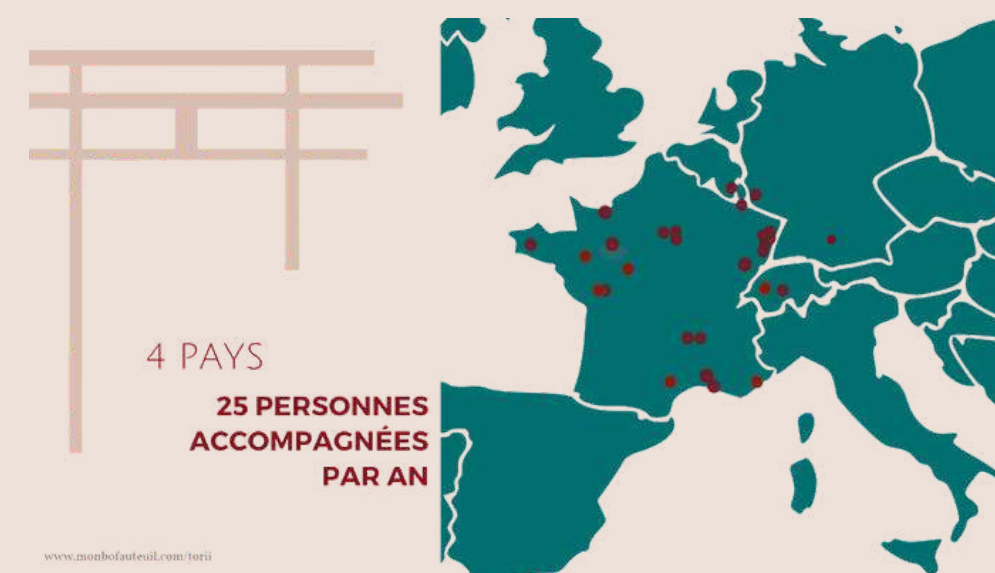 4 PAYS
25 PERSONNES
ACCOMPAGNÉES
PAR AN
www.monbofauteuil.com/torii